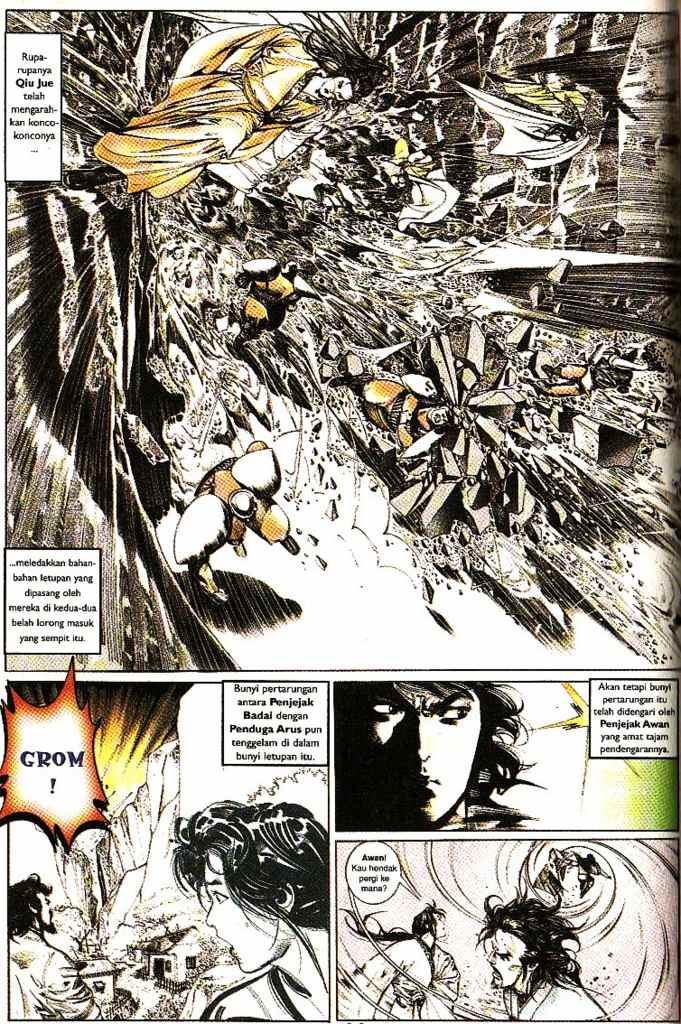 Rupa-
rupanya
Qiu Jue
telah
mengarah-
kan konco-
konconya
...
...meledakkan bahan-
bahan letupan yang
dipasang oleh
mereka di kedua-dua
belah lorong masuk
yang sempit itu.
GROM
!
Bunyi pertarungan
antara Penjejak
Badai dengan
Penduga Arus pun
tenggelam di dalam
bunyi letupan itu.
Akan tetapi bunyi
pertarungan itu
telah didengari oleh
Penjejak Awan
yang amat tajam
pendengarannya.
Awan!
Kau hendak
pergi ke
mana?